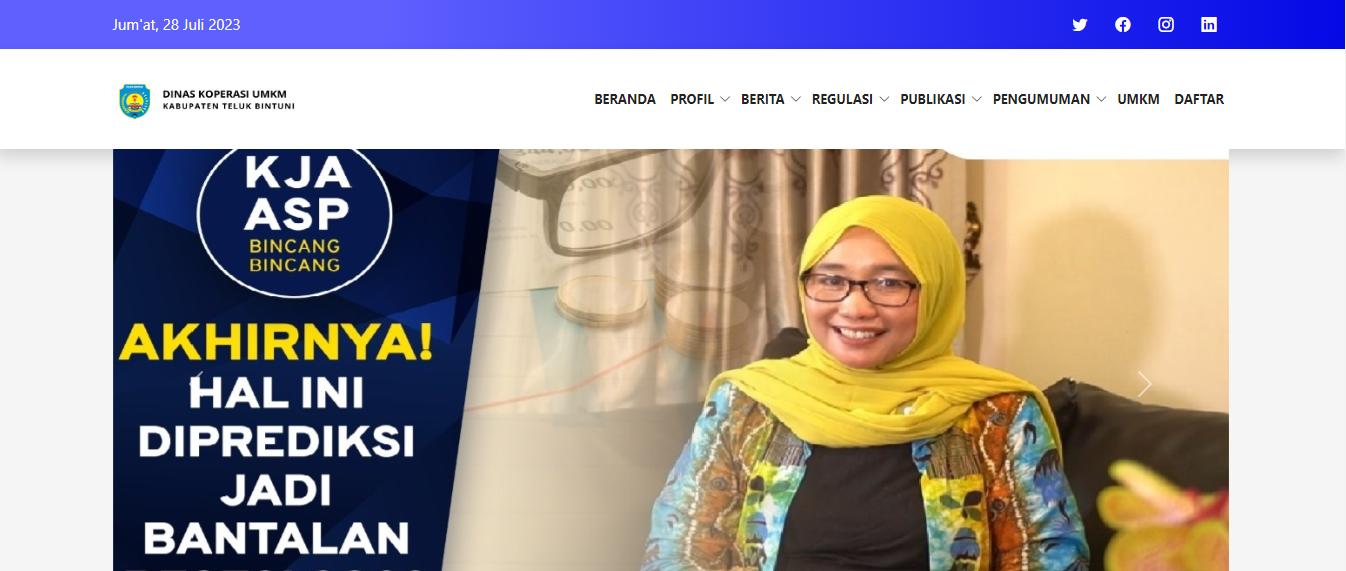 Jum'at, 28 Juli 2023
DINAS KOPERASI UMKM
KABUPATEN TELUK BINTUNI
BERANDA PROFIL BERITA REGULASI PUBLIKASI PENGUMUMAN UMKM DAFTAR
KJA
ASP
BINCANG
BINCANG
AKHIRNYA!
HAL INI
DIPREDIKSI
JADI
BANTALAN